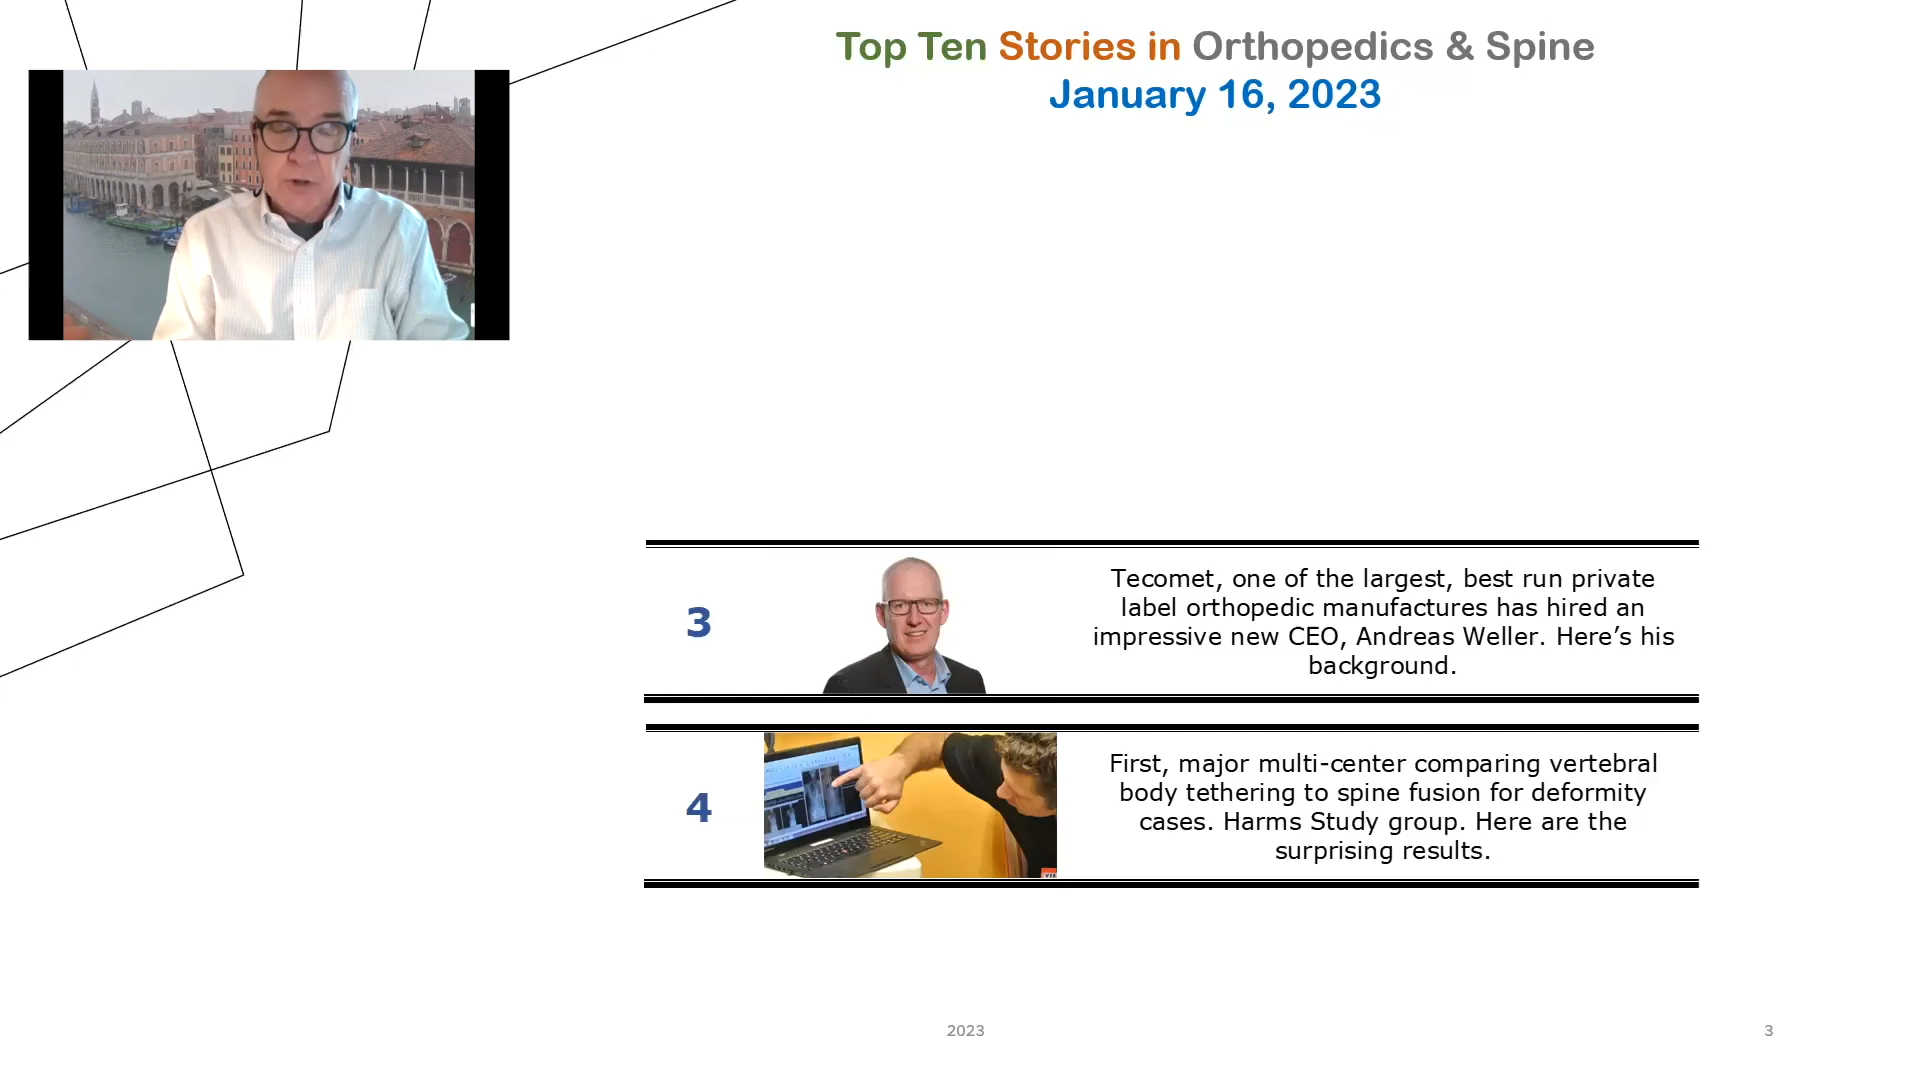 Top Ten Stories in Orthopedics & Spine
January 16, 2023
3
Tecomet, one of the largest, best run private
label orthopedic manufactures has hired an
impressive new CEO, Andreas Weller. Here’s his
background.
4
First, major multi-center comparing vertebral
body tethering to spine fusion for deformity
cases. Harms Study group. Here are the
surprising results.
2023
3